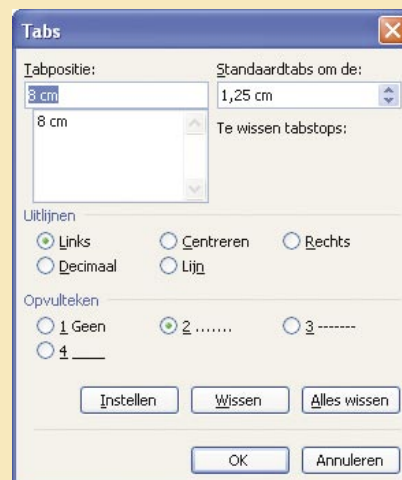 Tabs
Tabpositie: Standaardtabs om de:
8 cm 1,25 cm
8 cm Te wissen tabstops:
Uitlijnen
Links Centreren Rechts
Decimaal Lijn
Opvulteken
1 Geen 2 ....... 3 -------
4 ____
Instellen Wissen Alles wissen
OK Annuleren